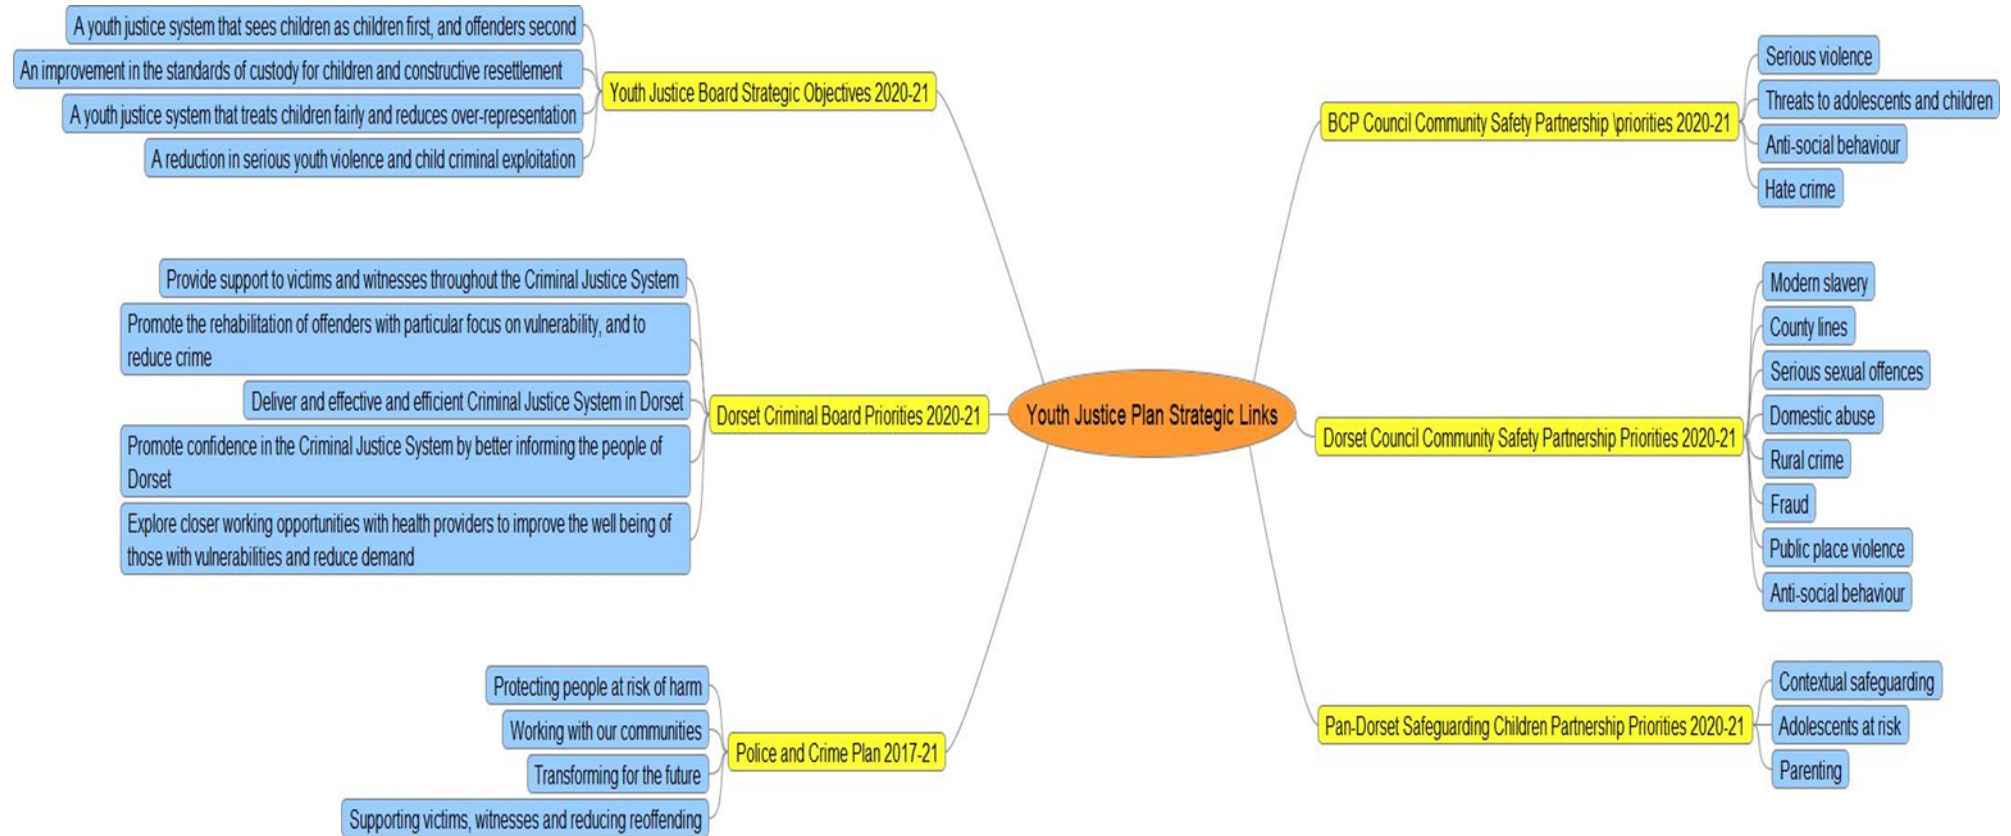 A youth justice system that sees children as children first, and offenders second
An improvement in the standards of custody for children and constructive resettlement
A youth justice system that treats children fairly and reduces over-representation
A reduction in serious youth violence and child criminal exploitation
Youth Justice Board Strategic Objectives 2020-21
Provide support to victims and witnesses throughout the Criminal Justice System
Promote the rehabilitation of offenders with particular focus on vulnerability, and to
reduce crime
Deliver and effective and efficient Criminal Justice System in Dorset
Promote confidence in the Criminal Justice System by better informing the people of
Dorset
Explore closer working opportunities with health providers to improve the well being of
those with vulnerabilities and reduce demand
Dorset Criminal Board Priorities 2020-21
Protecting people at risk of harm
Working with our communities
Transforming for the future
Supporting victims, witnesses and reducing reoffending
Police and Crime Plan 2017-21
Youth Justice Plan Strategic Links
BCP Council Community Safety Partnership \priorities 2020-21
Serious violence
Threats to adolescents and children
Anti-social behaviour
Hate crime
Dorset Council Community Safety Partnership Priorities 2020-21
Modern slavery
County lines
Serious sexual offences
Domestic abuse
Rural crime
Fraud
Public place violence
Anti-social behaviour
Pan-Dorset Safeguarding Children Partnership Priorities 2020-21
Contextual safeguarding
Adolescents at risk
Parenting